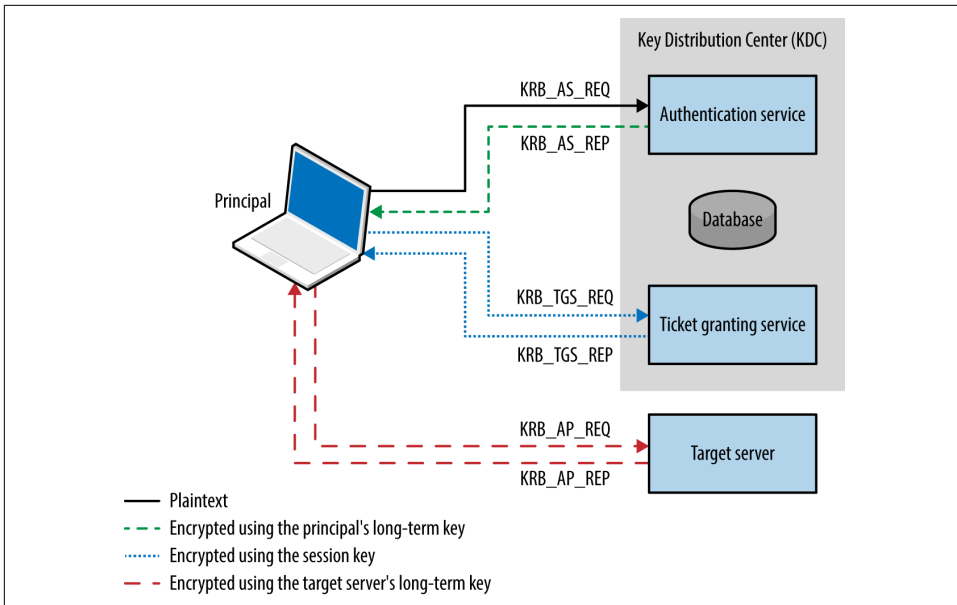 Key Distribution Center (KDC)
KRB_AS_REQ
Authentication service
KRB_AS_REP
Principal
Database
KRB_TGS_REQ
Ticket granting service
KRB_TGS_REP
KRB_AP_REQ
Target server
KRB_AP_REP
Plaintext
Encrypted using the principal's long-term key
Encrypted using the session key
Encrypted using the target server's long-term key